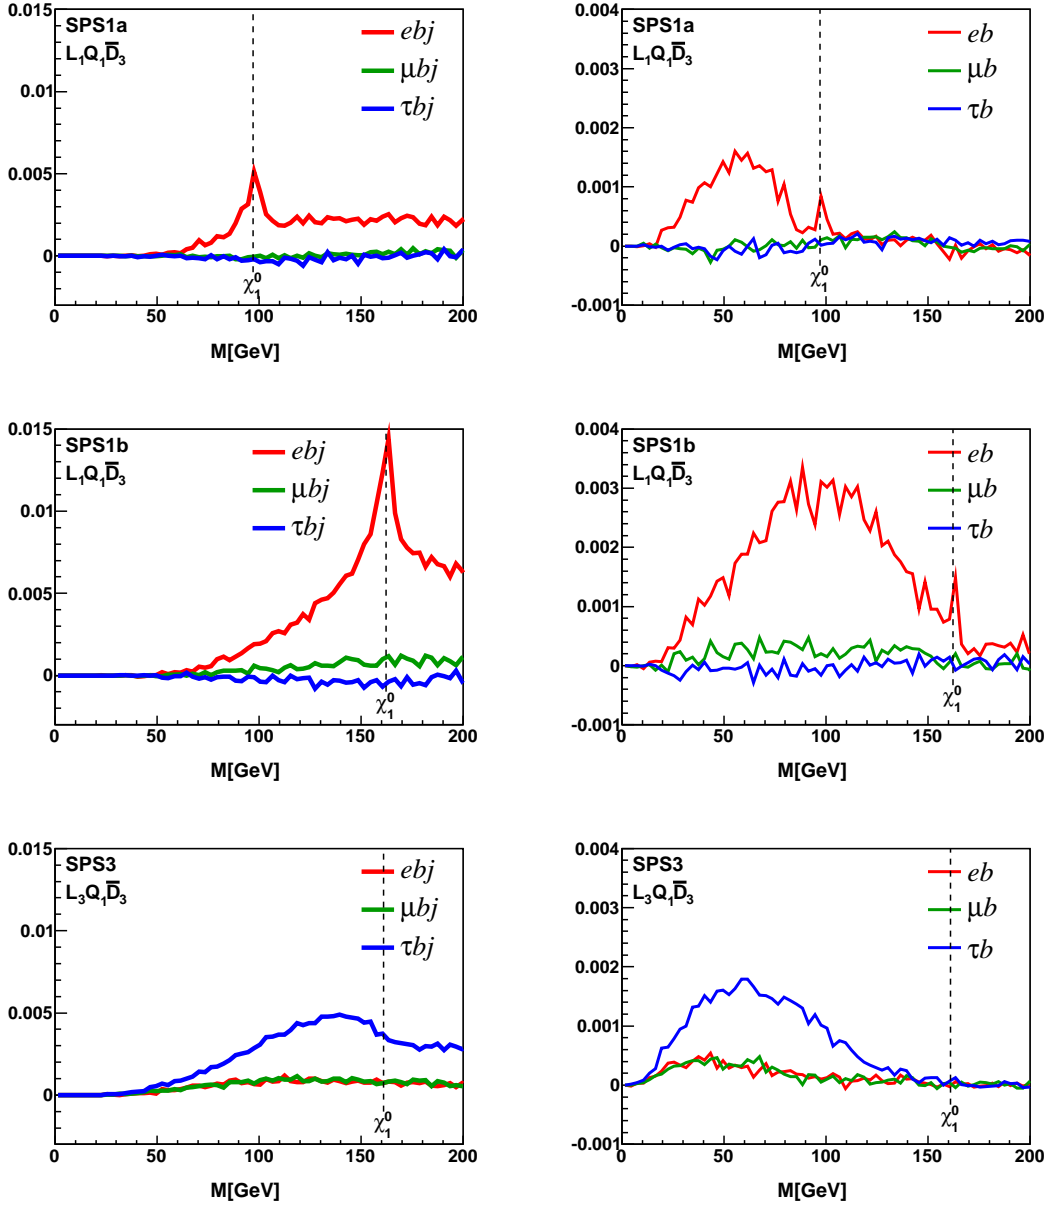 0.015
SPS1a
L₁Q₁D̅₃
ebj
μbj
τbj
0.01
0.005
0
χ₁⁰
0 50 100 150 200
M[GeV]
0.004
SPS1a
L₁Q₁D̅₃
eb
μb
τb
0.003
0.002
0.001
0
-0.001
χ₁⁰
0 50 100 150 200
M[GeV]
0.015
SPS1b
L₁Q₁D̅₃
ebj
μbj
τbj
0.01
0.005
0
χ₁⁰
0 50 100 150 200
M[GeV]
0.004
SPS1b
L₁Q₁D̅₃
eb
μb
τb
0.003
0.002
0.001
0
-0.001
χ₁⁰
0 50 100 150 200
M[GeV]
0.015
SPS3
L₃Q₁D̅₃
ebj
μbj
τbj
0.01
0.005
0
χ₁⁰
0 50 100 150 200
M[GeV]
0.004
SPS3
L₃Q₁D̅₃
eb
μb
τb
0.003
0.002
0.001
0
-0.001
χ₁⁰
0 50 100 150 200
M[GeV]